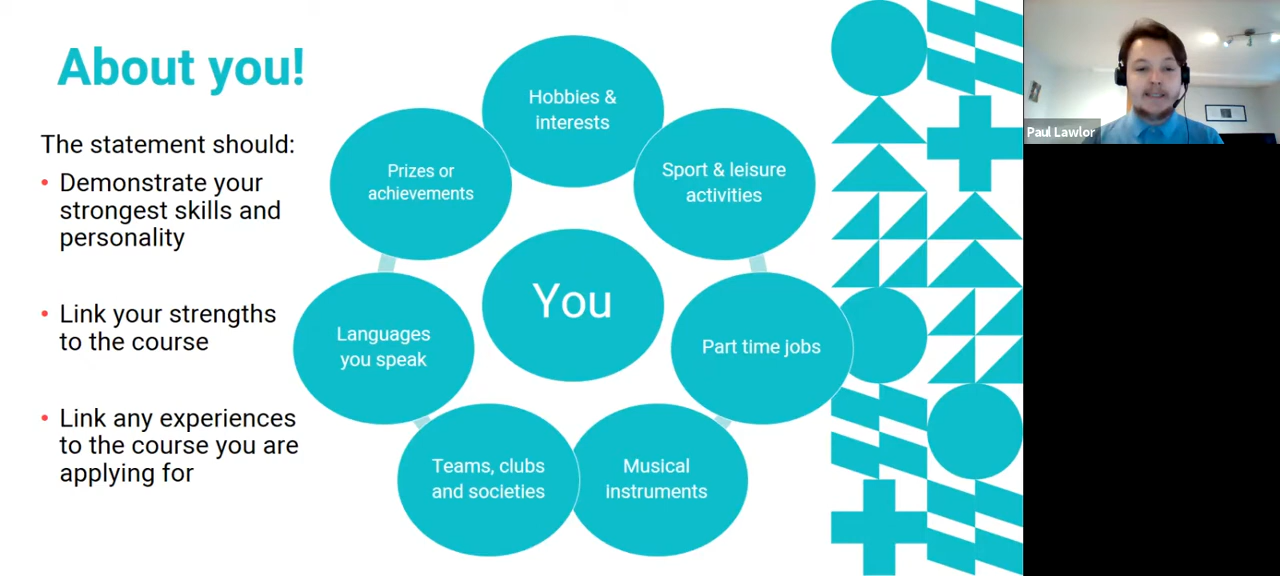 About you!
The statement should:
• Demonstrate your
strongest skills and
personality
• Link your strengths
to the course
• Link any experiences
to the course you are
applying for
Hobbies &
interests
Sport & leisure
activities
Part time jobs
Musical
instruments
Teams, clubs
and societies
Languages
you speak
Prizes or
achievements
You
Paul Lawlor